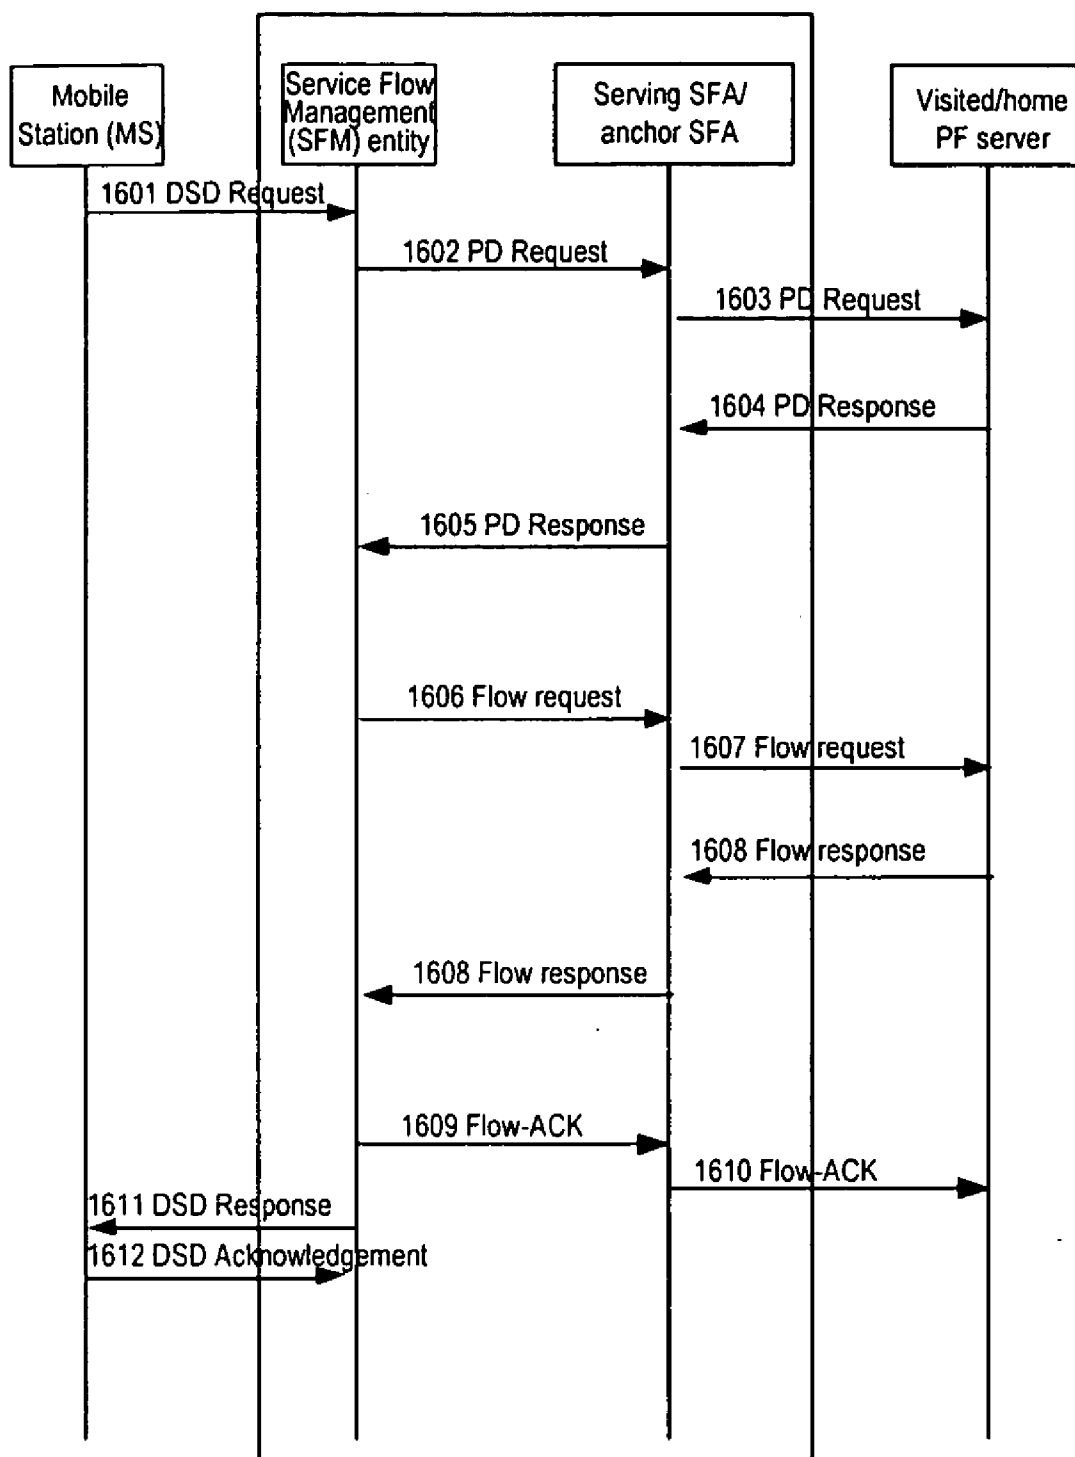 Mobile
Station (MS)
Service Flow
Management
(SFM) entity
Serving SFA/
anchor SFA
Visited/home
PF server
1601 DSD Request
1602 PD Request
1603 PD Request
1604 PD Response
1605 PD Response
1606 Flow request
1607 Flow request
1608 Flow response
1608 Flow response
1609 Flow-ACK
1610 Flow-ACK
1611 DSD Response
1612 DSD Acknowledgement